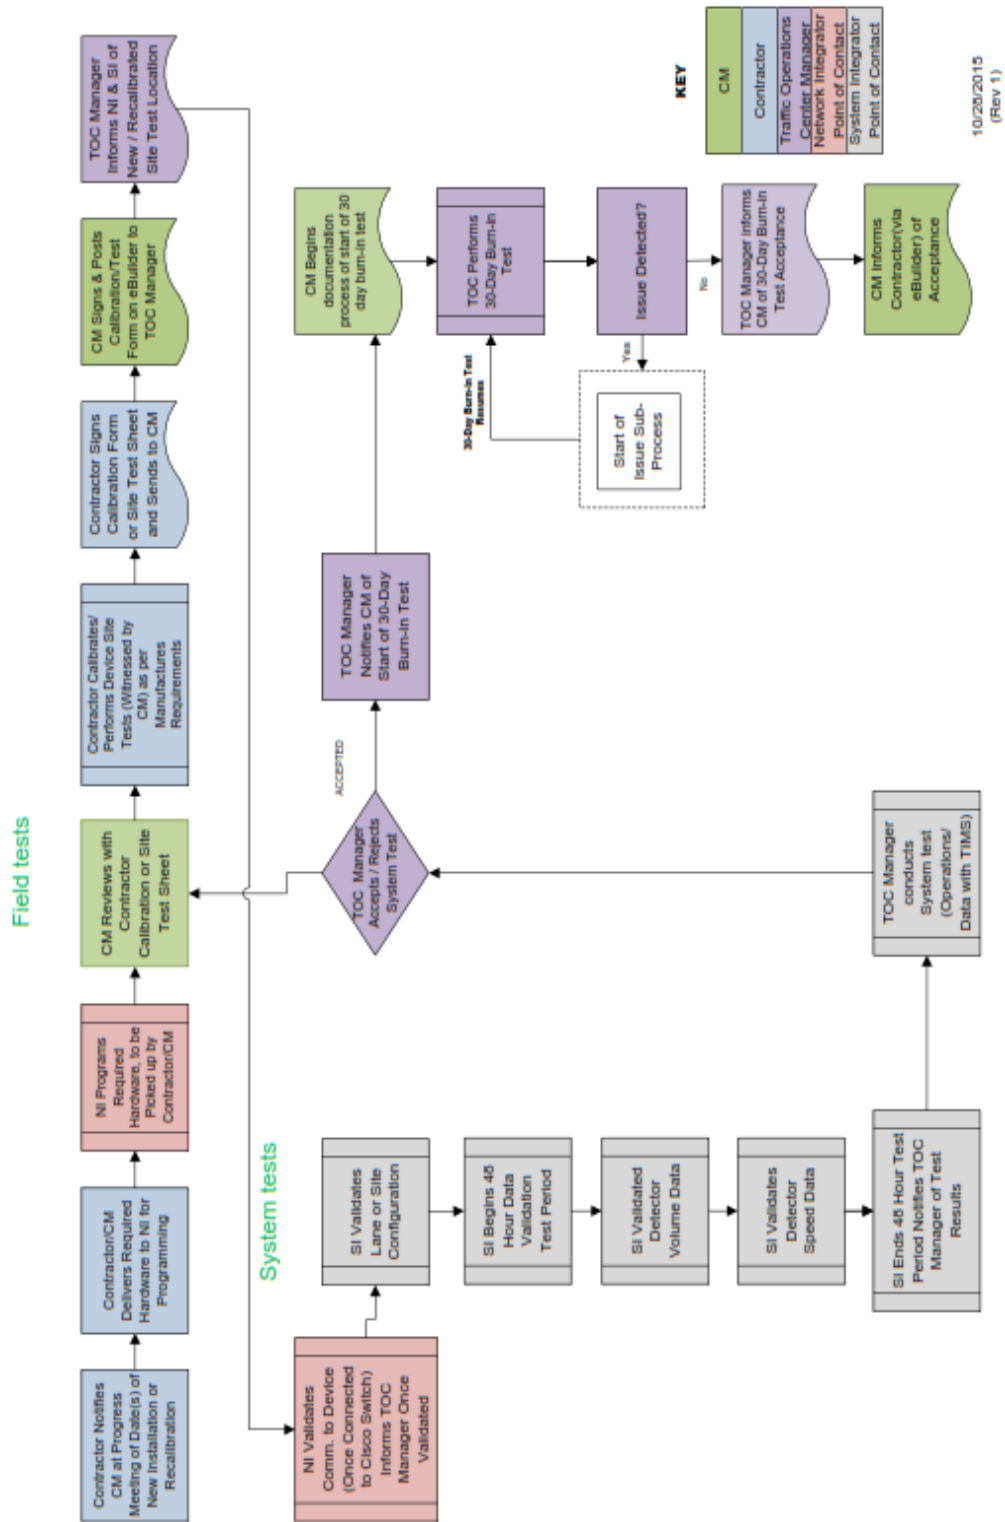 Field tests
Contractor Notifies
CM at Progress
Meeting of Date(s) of
New Installation or
Recalibration
Contractor/CM
Delivers Required
Hardware to NI for
Programming
NI Programs
Required
Hardware, to be
Picked up by
Contractor/CM
CM Reviews with
Contractor
Calibration or Site
Test Sheet
Contractor Calibrates/
Performs Device Site
Tests (Witnessed by
CM) as per
Manufactures
Requirements
Contractor Signs
Calibration Form
or Site Test Sheet
and Sends to CM
CM Signs & Posts
Calibration/Test
Form on eBuilder to
TOC Manager
TOC Manager
Informs NI & SI of
New / Recalibrated
Site Test Location
System tests
NI Validates
Comm. to Device
(Once Connected
to Cisco Switch)
Informs TOC
Manager Once
Validated
SI Validates
Lane or Site
Configuration
SI Begins 48
Hour Data
Validation
Test Period
SI Validated
Detector
Volume Data
SI Validates
Detector
Speed Data
SI Ends 48 Hour Test
Period Notifies TOC
Manager of Test
Results
TOC Manager
conducts
System test
(Operations/
Data with TIMS)
TOC Manager
Accepts / Rejects
System Test
ACCEPTED
TOC Manager
Notifies CM of
Start of 30-Day
Burn-in Test
CM Begins
documentation
process of start of 30
day burn-in test
TOC Performs
30-Day Burn-in
Test
30-Day Burn-in Test
Resumes
Issue Detected?
Yes
No
Start of
Issue Sub-
Process
TOC Manager informs
CM of 30-Day Burn-in
Test Acceptance
CM Informs
Contractor(via
eBuilder) of
Acceptance
KEY
CM
Contractor
Traffic Operations
Center Manager
Network Integrator
Point of Contact
System Integrator
Point of Contact
10/28/2015
(Rev 1)